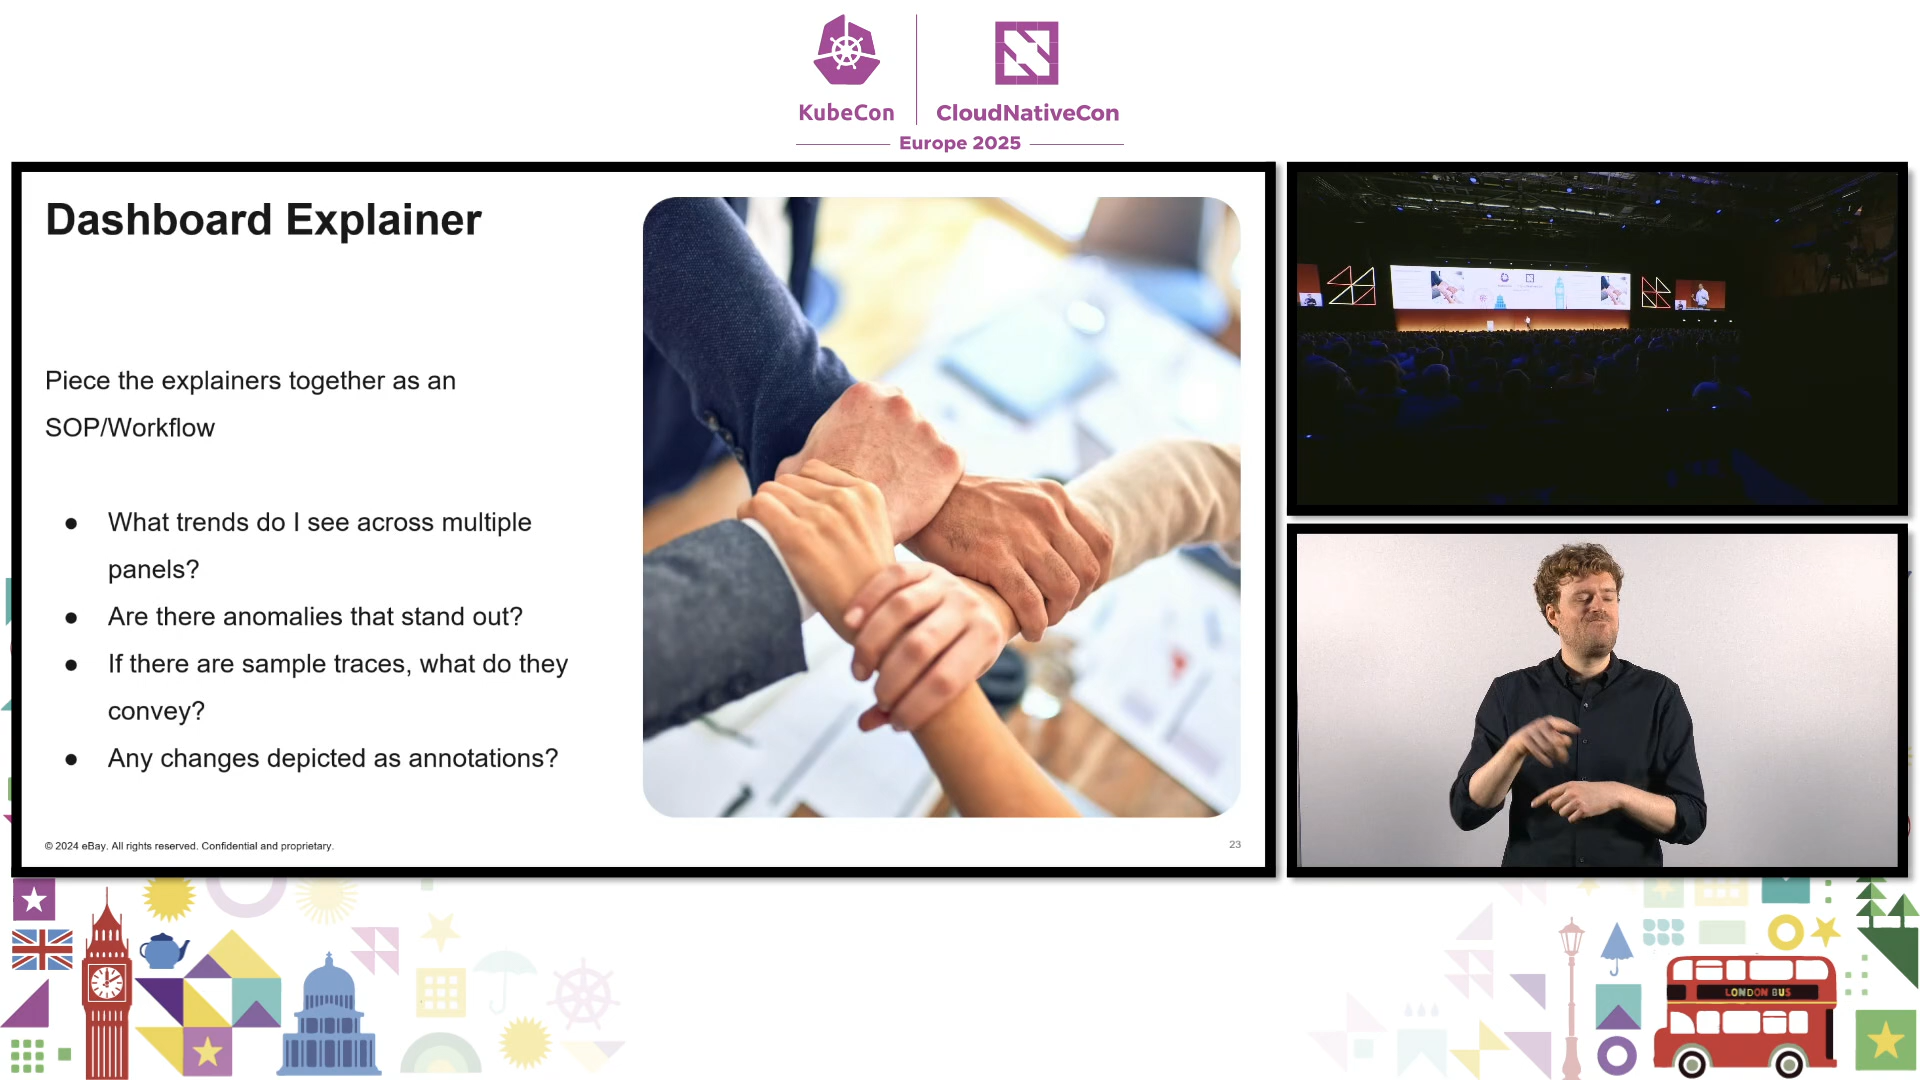 KubeCon
CloudNativeCon
Europe 2025
Dashboard Explainer
Piece the explainers together as an
SOP/Workflow
● What trends do I see across multiple
panels?
● Are there anomalies that stand out?
● If there are sample traces, what do they
convey?
● Any changes depicted as annotations?
© 2024 eBay. All rights reserved. Confidential and proprietary.
23
LONDON BUS